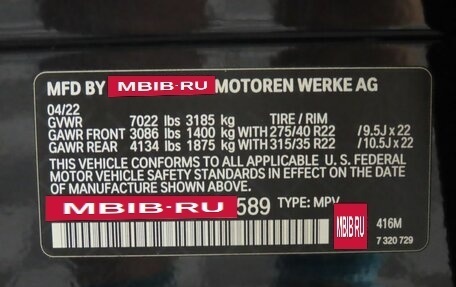 MFD BY MBIB-RU MOTOREN WERKE AG
04/22
GVWR 7022 lbs 3185 kg TIRE / RIM
GAWR FRONT 3086 lbs 1400 kg WITH 275/40 R22 / 9.5J x 22
GAWR REAR 4134 lbs 1875 kg WITH 315/35 R22 / 10.5J x 22
THIS VEHICLE CONFORMS TO ALL APPLICABLE U. S. FEDERAL
MOTOR VEHICLE SAFETY STANDARDS IN EFFECT ON THE
DATE OF MANUFACTURE SHOWN ABOVE.
MBIB-RU 589 TYPE: MPV
MBIB-RU 416M
7 320 729